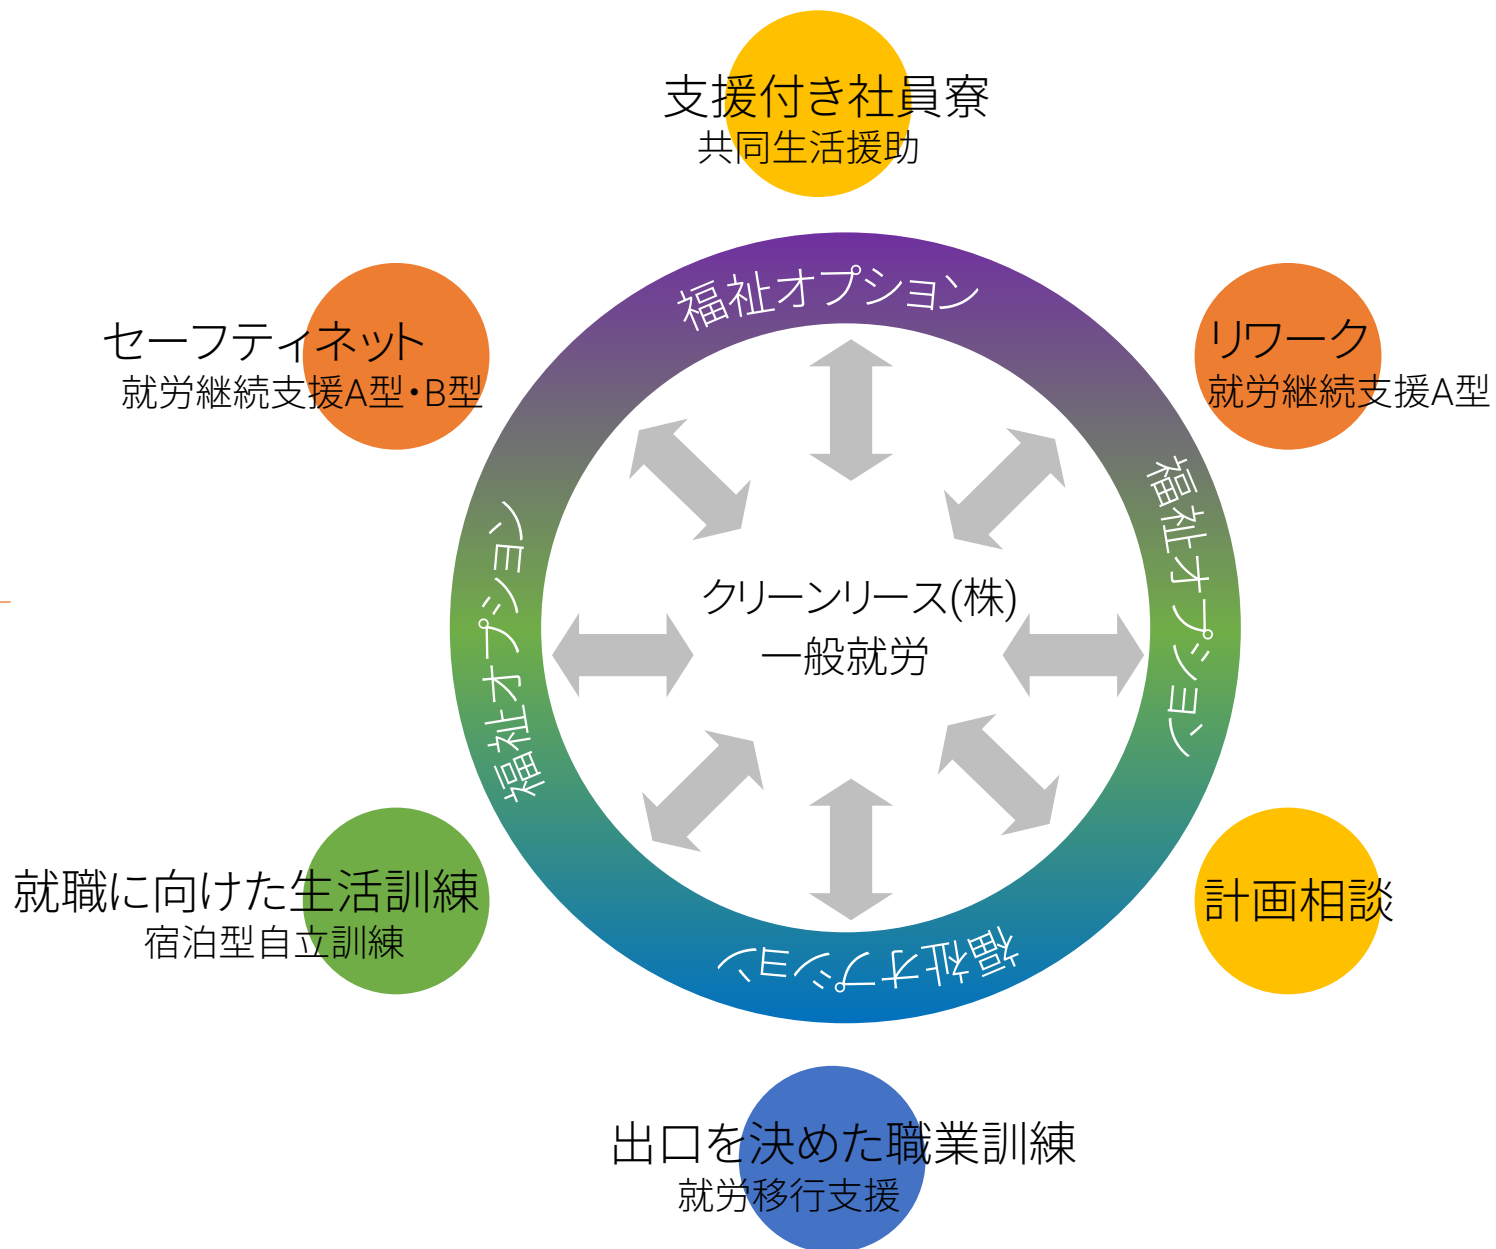 支援付き社員寮
共同生活援助
福祉オプション
セーフティネット
就労継続支援A型・B型
リワーク
就労継続支援A型
福祉オプション
福祉オプション
クリーンリース(株)
一般就労
就職に向けた生活訓練
宿泊型自立訓練
計画相談
福祉オプション
出口を決めた職業訓練
就労移行支援